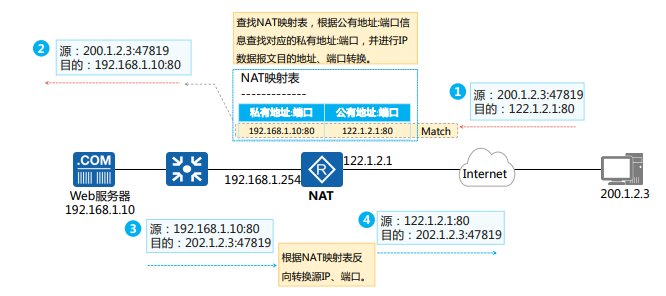 查找NAT映射表，根据公有地址:端口信
息查找对应的私有地址:端口，并进行IP
数据报文目的地址、端口转换。
2
源：200.1.2.3:47819
目的：192.168.1.10:80
NAT映射表
-------------
私有地址:端口 公有地址:端口
192.168.1.10:80 122.1.2.1:80 Match
1
源：200.1.2.3:47819
目的：122.1.2.1:80
.COM
Web服务器
192.168.1.10
192.168.1.254
R
NAT
122.1.2.1
Internet
200.1.2.3
3
源：192.168.1.10:80
目的：202.1.2.3:47819
根据NAT映射表反
向转换源IP、端口。
4
源：122.1.2.1:80
目的：202.1.2.3:47819